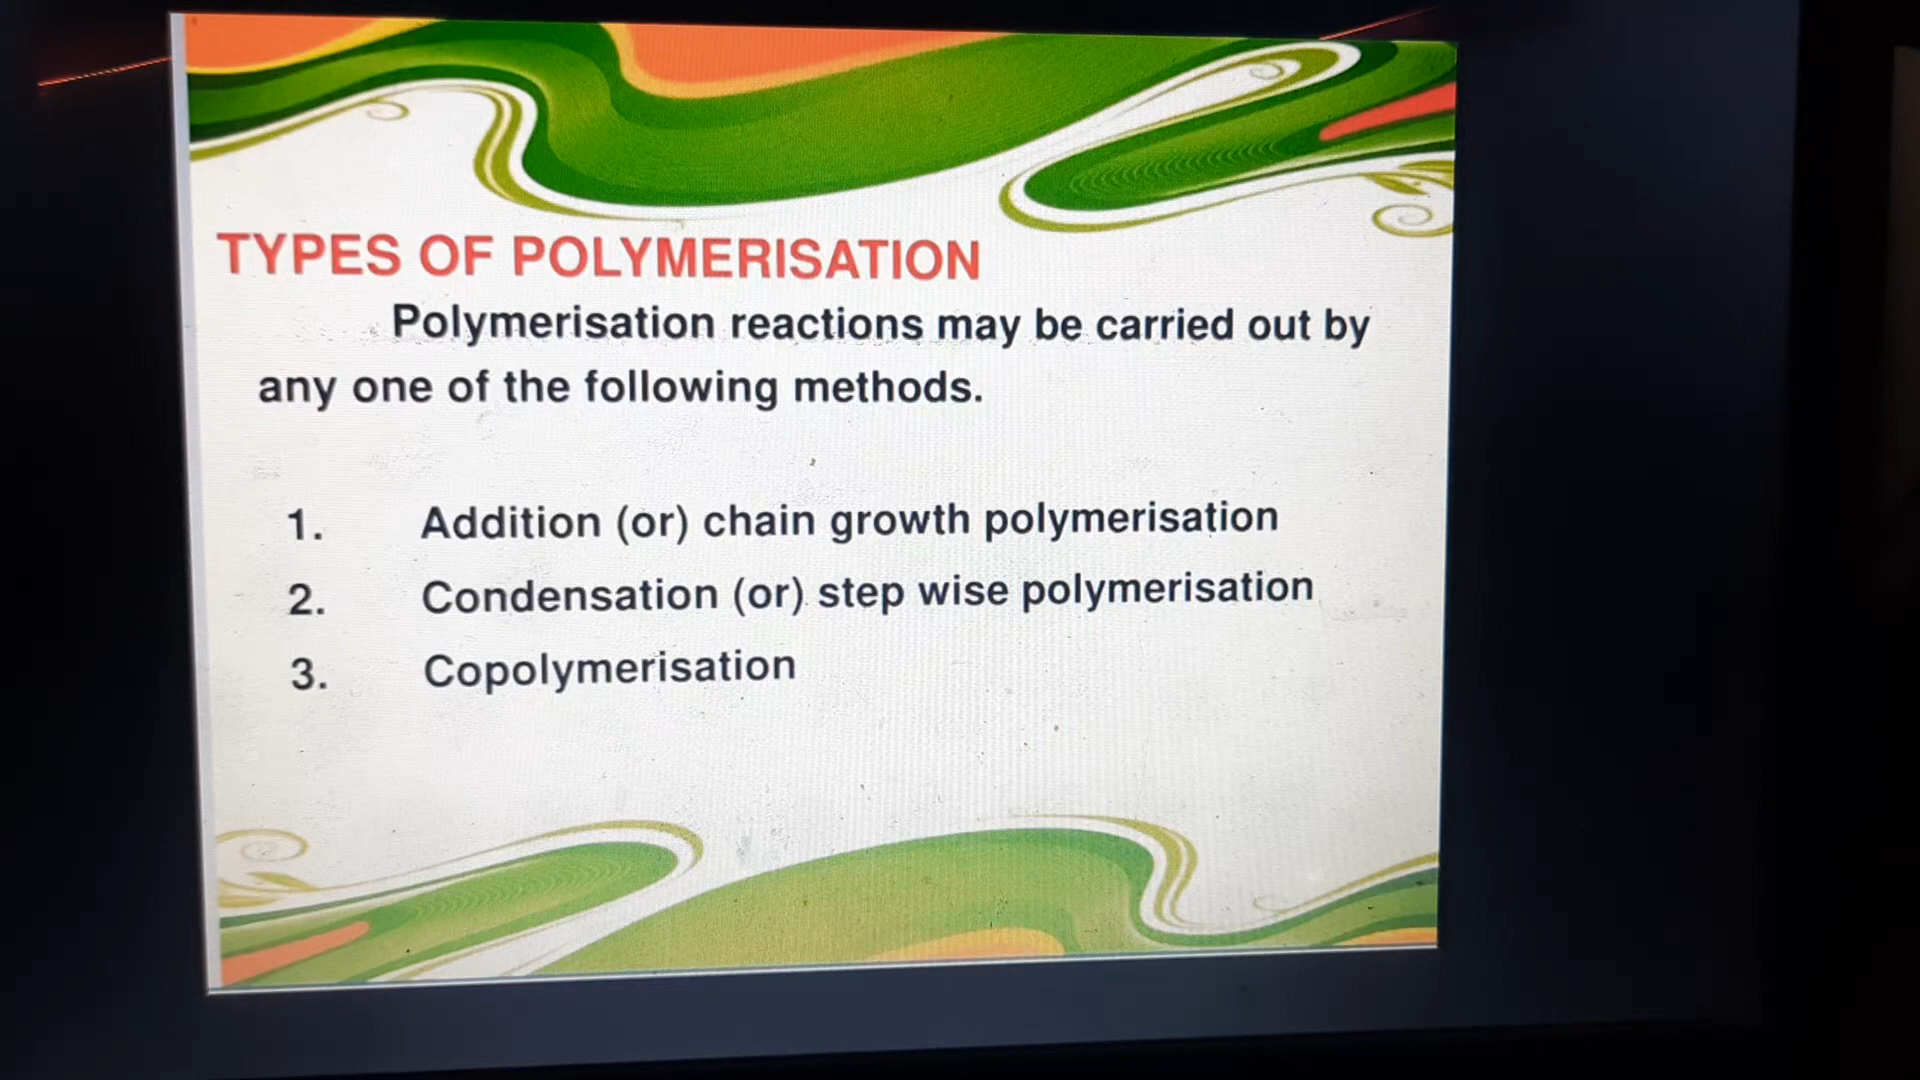 TYPES OF POLYMERISATION
Polymerisation reactions may be carried out by
any one of the following methods.
1. Addition (or) chain growth polymerisation
2. Condensation (or) step wise polymerisation
3. Copolymerisation